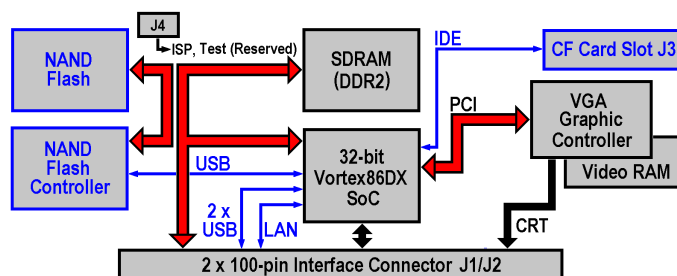 J4
ISP, Test (Reserved)
NAND
Flash
SDRAM
(DDR2)
IDE
CF Card Slot J3
PCI
VGA
Graphic
Controller
Video RAM
NAND
Flash
Controller
USB
32-bit
Vortex86DX
SoC
2 x
USB
LAN
CRT
2 x 100-pin Interface Connector J1/J2